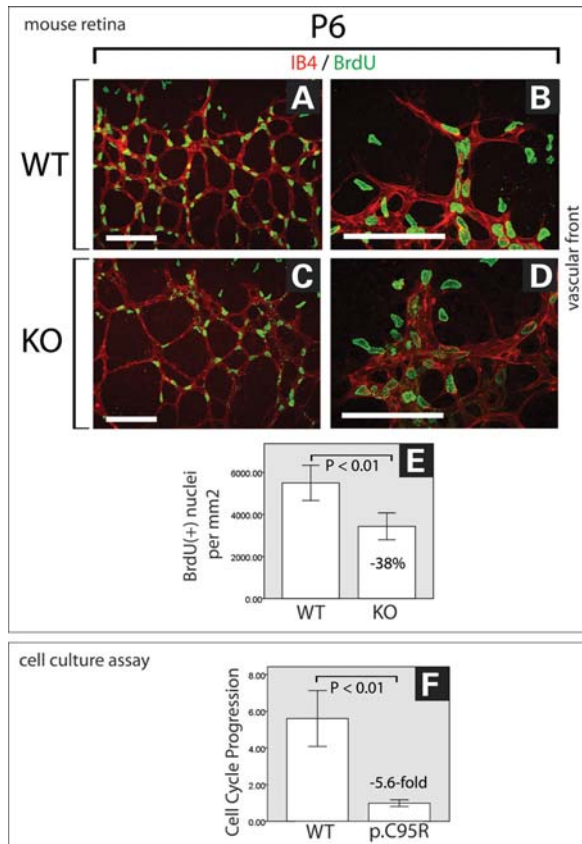 mouse retina
P6
IB4 / BrdU
A
B
WT
C
D
KO
vascular front
E
P < 0.01
BrdU(+) nuclei
per mm2
6000.00
4000.00
2000.00
0.00
-38%
WT
KO
cell culture assay
F
P < 0.01
Cell Cycle Progression
8.00
6.00
4.00
2.00
0.00
-5.6-fold
WT
p.C95R